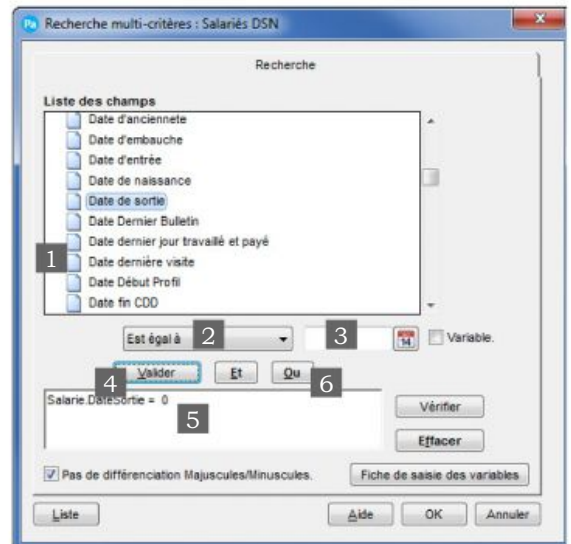 Pa Recherche multi-critères : Salariés DSN
Recherche
Liste des champs
Date d'anciennete
Date d'embauche
Date d'entrée
Date de naissance
Date de sortie
Date Dernier Bulletin
Date dernier jour travaillé et payé
1 Date dernière visite
Date Début Profil
Date fin CDD
Est égal à 2 3 14 Variable.
4 Valider Et Ou 6
Salarie.DateSortie = 0
5
Vérifier
Effacer
Pas de différenciation Majuscules/Minuscules. Fiche de saisie des variables
Liste Aide OK Annuler